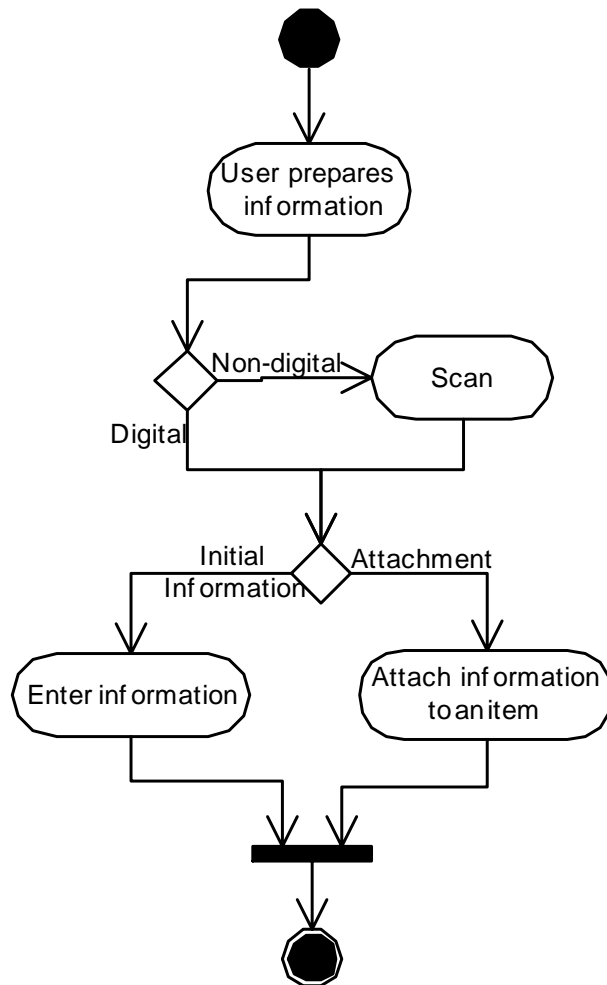 User prepares
information
Non-digital
Scan
Digital
Initial
Information
Attachment
Enter information
Attach information
to an item